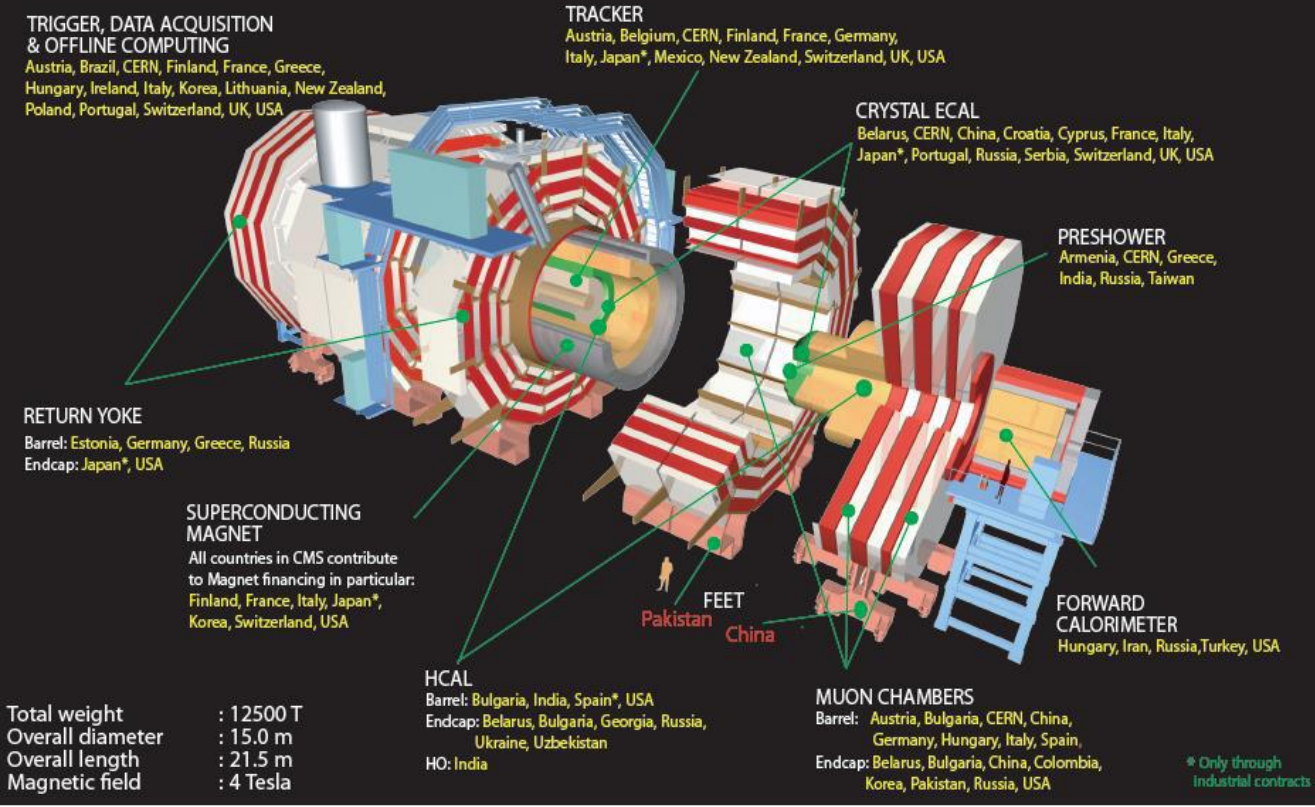 TRIGGER, DATA ACQUISITION
& OFFLINE COMPUTING
Austria, Brazil, CERN, Finland, France, Greece,
Hungary, Ireland, Italy, Korea, Lithuania, New Zealand,
Poland, Portugal, Switzerland, UK, USA
TRACKER
Austria, Belgium, CERN, Finland, France, Germany,
Italy, Japan*, Mexico, New Zealand, Switzerland, UK, USA
CRYSTAL ECAL
Belarus, CERN, China, Croatia, Cyprus, France, Italy,
Japan*, Portugal, Russia, Serbia, Switzerland, UK, USA
PRESHOWER
Armenia, CERN, Greece,
India, Russia, Taiwan
RETURN YOKE
Barrel: Estonia, Germany, Greece, Russia
Endcap: Japan*, USA
SUPERCONDUCTING
MAGNET
All countries in CMS contribute
to Magnet financing in particular:
Finland, France, Italy, Japan*,
Korea, Switzerland, USA
FEET
Pakistan
China
FORWARD
CALORIMETER
Hungary, Iran, Russia,Turkey, USA
HCAL
Barrel: Bulgaria, India, Spain*, USA
Endcap: Belarus, Bulgaria, Georgia, Russia,
Ukraine, Uzbekistan
HO: India
MUON CHAMBERS
Barrel: Austria, Bulgaria, CERN, China,
Germany, Hungary, Italy, Spain,
Endcap: Belarus, Bulgaria, China, Colombia,
Korea, Pakistan, Russia, USA
Total weight : 12500 T
Overall diameter : 15.0 m
Overall length : 21.5 m
Magnetic field : 4 Tesla
* Only through
industrial contracts